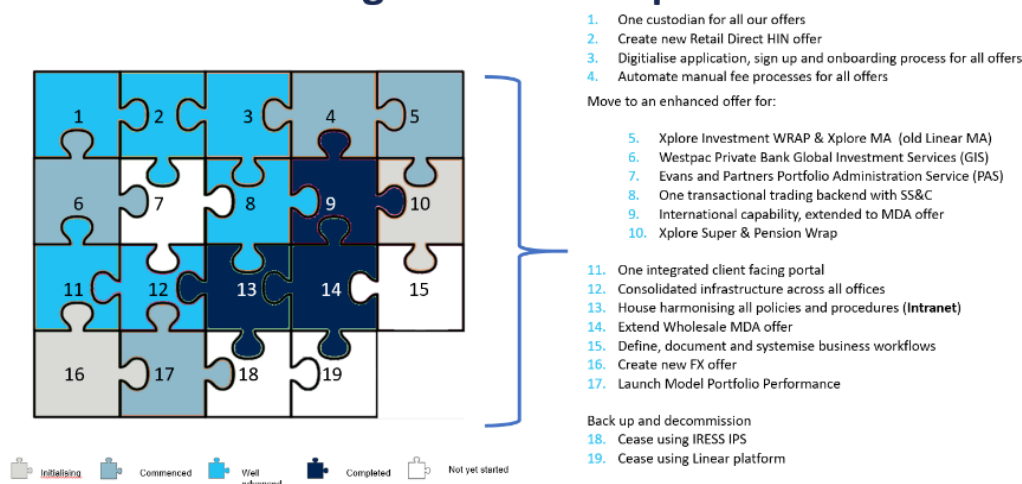 1. One custodian for all our offers
2. Create new Retail Direct HIN offer
3. Digitialise application, sign up and onboarding process for all offers
4. Automate manual fee processes for all offers
Move to an enhanced offer for:
5. Xplore Investment WRAP & Xplore MA (old Linear MA)
6. Westpac Private Bank Global Investment Services (GIS)
7. Evans and Partners Portfolio Administration Service (PAS)
8. One transactional trading backend with SS&C
9. International capability, extended to MDA offer
10. Xplore Super & Pension Wrap
11. One integrated client facing portal
12. Consolidated infrastructure across all offices
13. House harmonising all policies and procedures (Intranet)
14. Extend Wholesale MDA offer
15. Define, document and systemise business workflows
16. Create new FX offer
17. Launch Model Portfolio Performance
Back up and decommission
18. Cease using IRESS IPS
19. Cease using Linear platform
1 2 3 4 5
6 7 8 9 10
11 12 13 14 15
16 17 18 19
Initialising Commenced Well Completed Not yet started
advanced